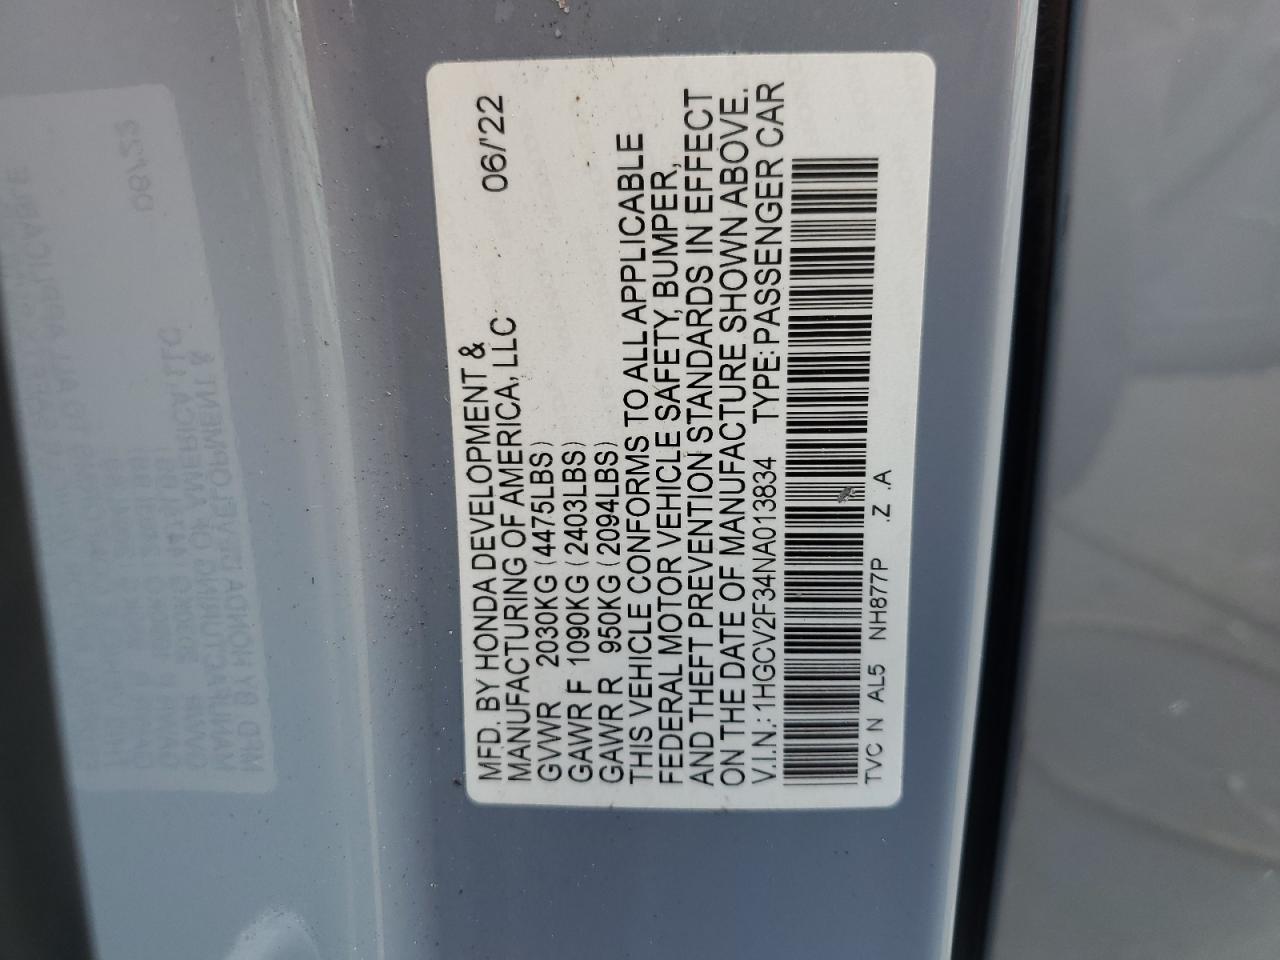 MFD. BY HONDA DEVELOPMENT &
MANUFACTURING OF AMERICA, LLC 06/'22
GVWR 2030KG (4475LBS)
GAWR F 1090KG (2403LBS)
GAWR R 950KG (2094LBS)
THIS VEHICLE CONFORMS TO ALL APPLICABLE
FEDERAL MOTOR VEHICLE SAFETY, BUMPER,
AND THEFT PREVENTION STANDARDS IN EFFECT
ON THE DATE OF MANUFACTURE SHOWN ABOVE.
V.I.N.: 1HGCV2F34NA013834 TYPE: PASSENGER CAR
TVC N AL5 NH877P .Z .A